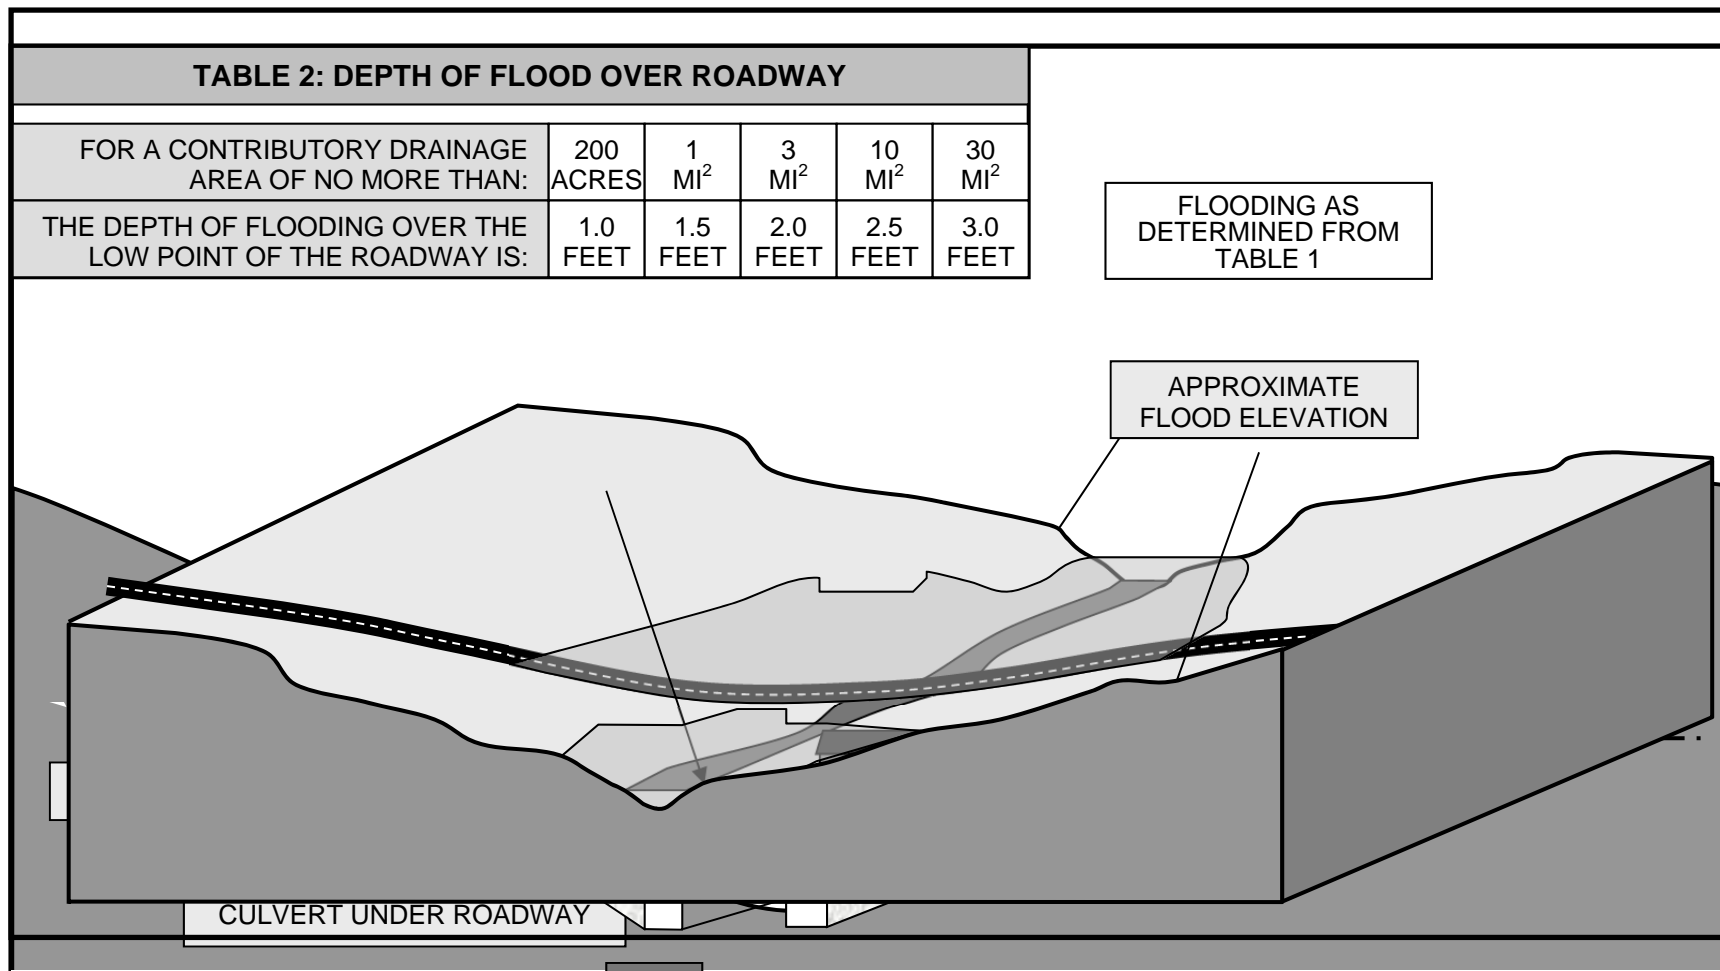 TABLE 2: DEPTH OF FLOOD OVER ROADWAY
FOR A CONTRIBUTORY DRAINAGE
AREA OF NO MORE THAN:
200
ACRES
1
MI²
3
MI²
10
MI²
30
MI²
THE DEPTH OF FLOODING OVER THE
LOW POINT OF THE ROADWAY IS:
1.0
FEET
1.5
FEET
2.0
FEET
2.5
FEET
3.0
FEET
FLOODING AS
DETERMINED FROM
TABLE 1
APPROXIMATE
FLOOD ELEVATION
CULVERT UNDER ROADWAY